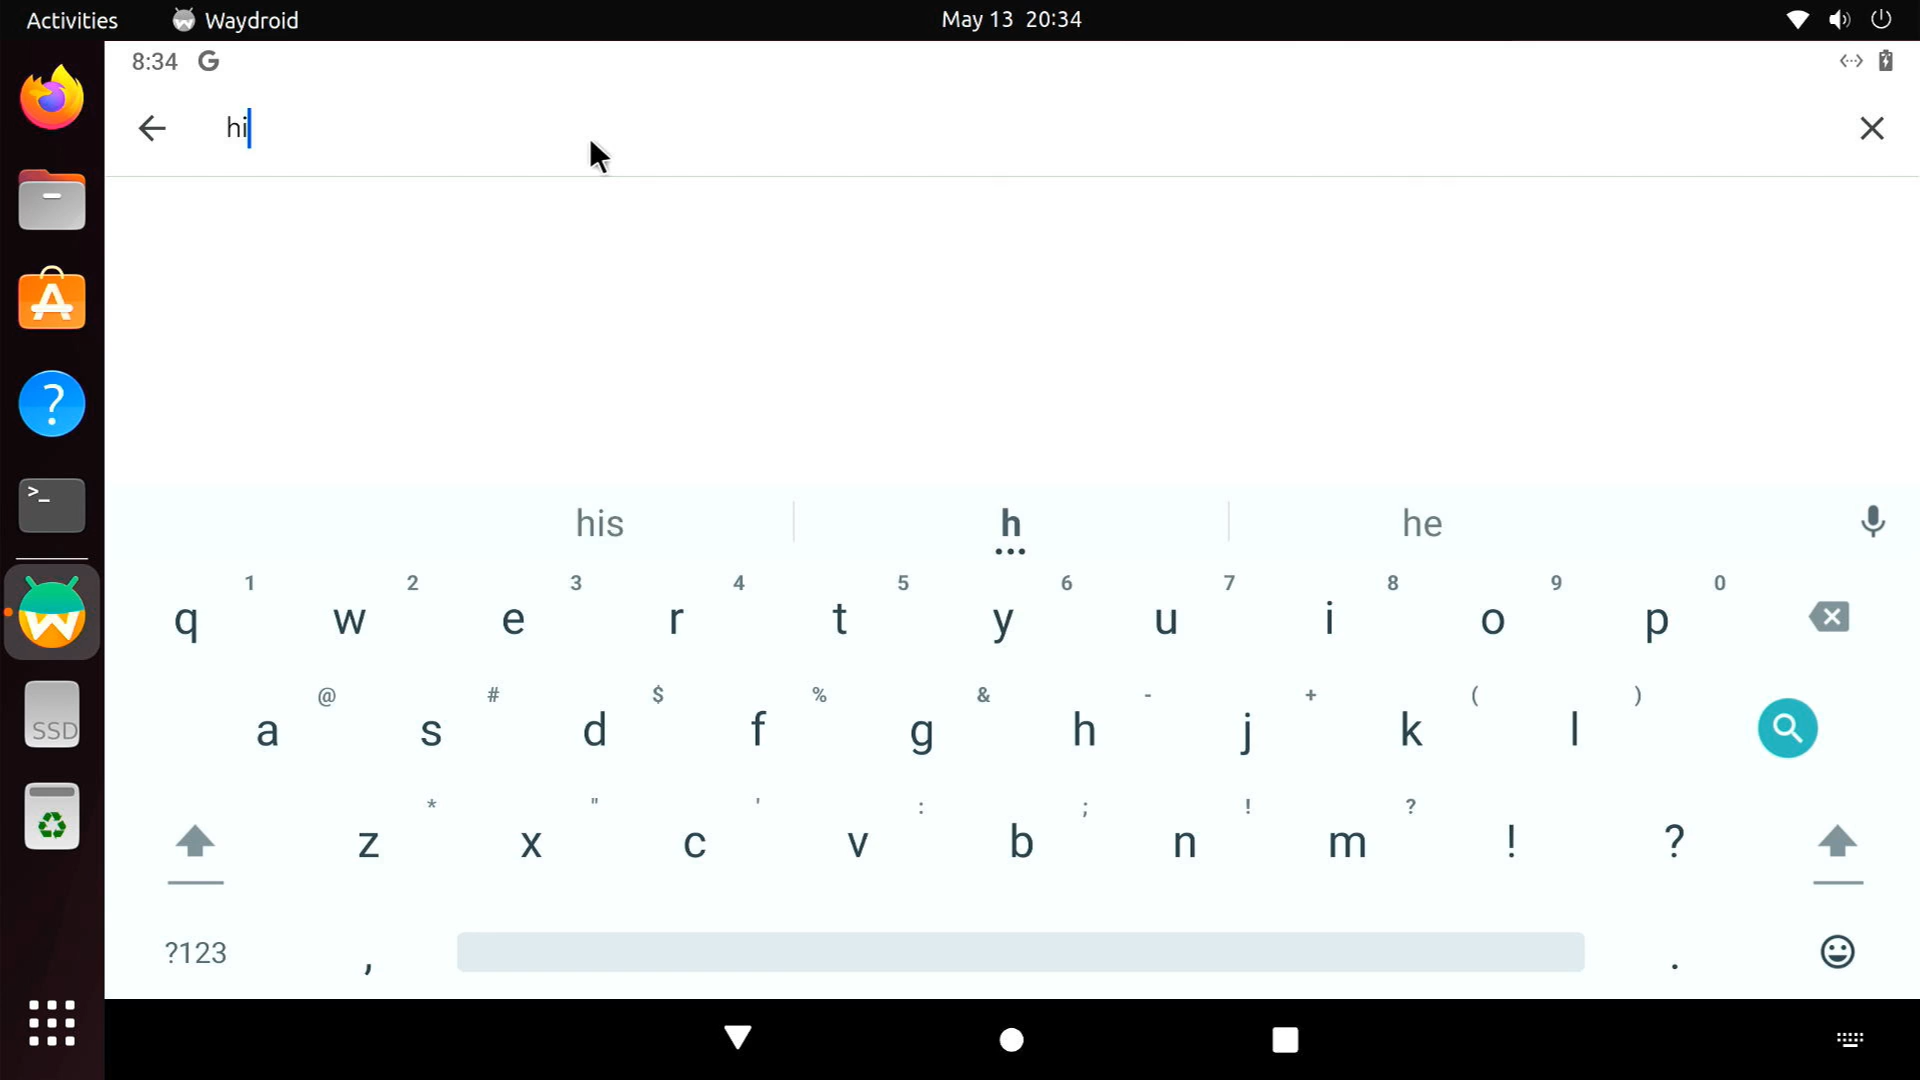 Activities Waydroid May 13 20:34
8:34 G
hi
his h he
1 2 3 4 5 6 7 8 9 0
q w e r t y u i o p
@ # $ % & - + ( )
a s d f g h j k l
* " ' : ; ! ?
z x c v b n m ! ?
?123 , .
>_
SSD